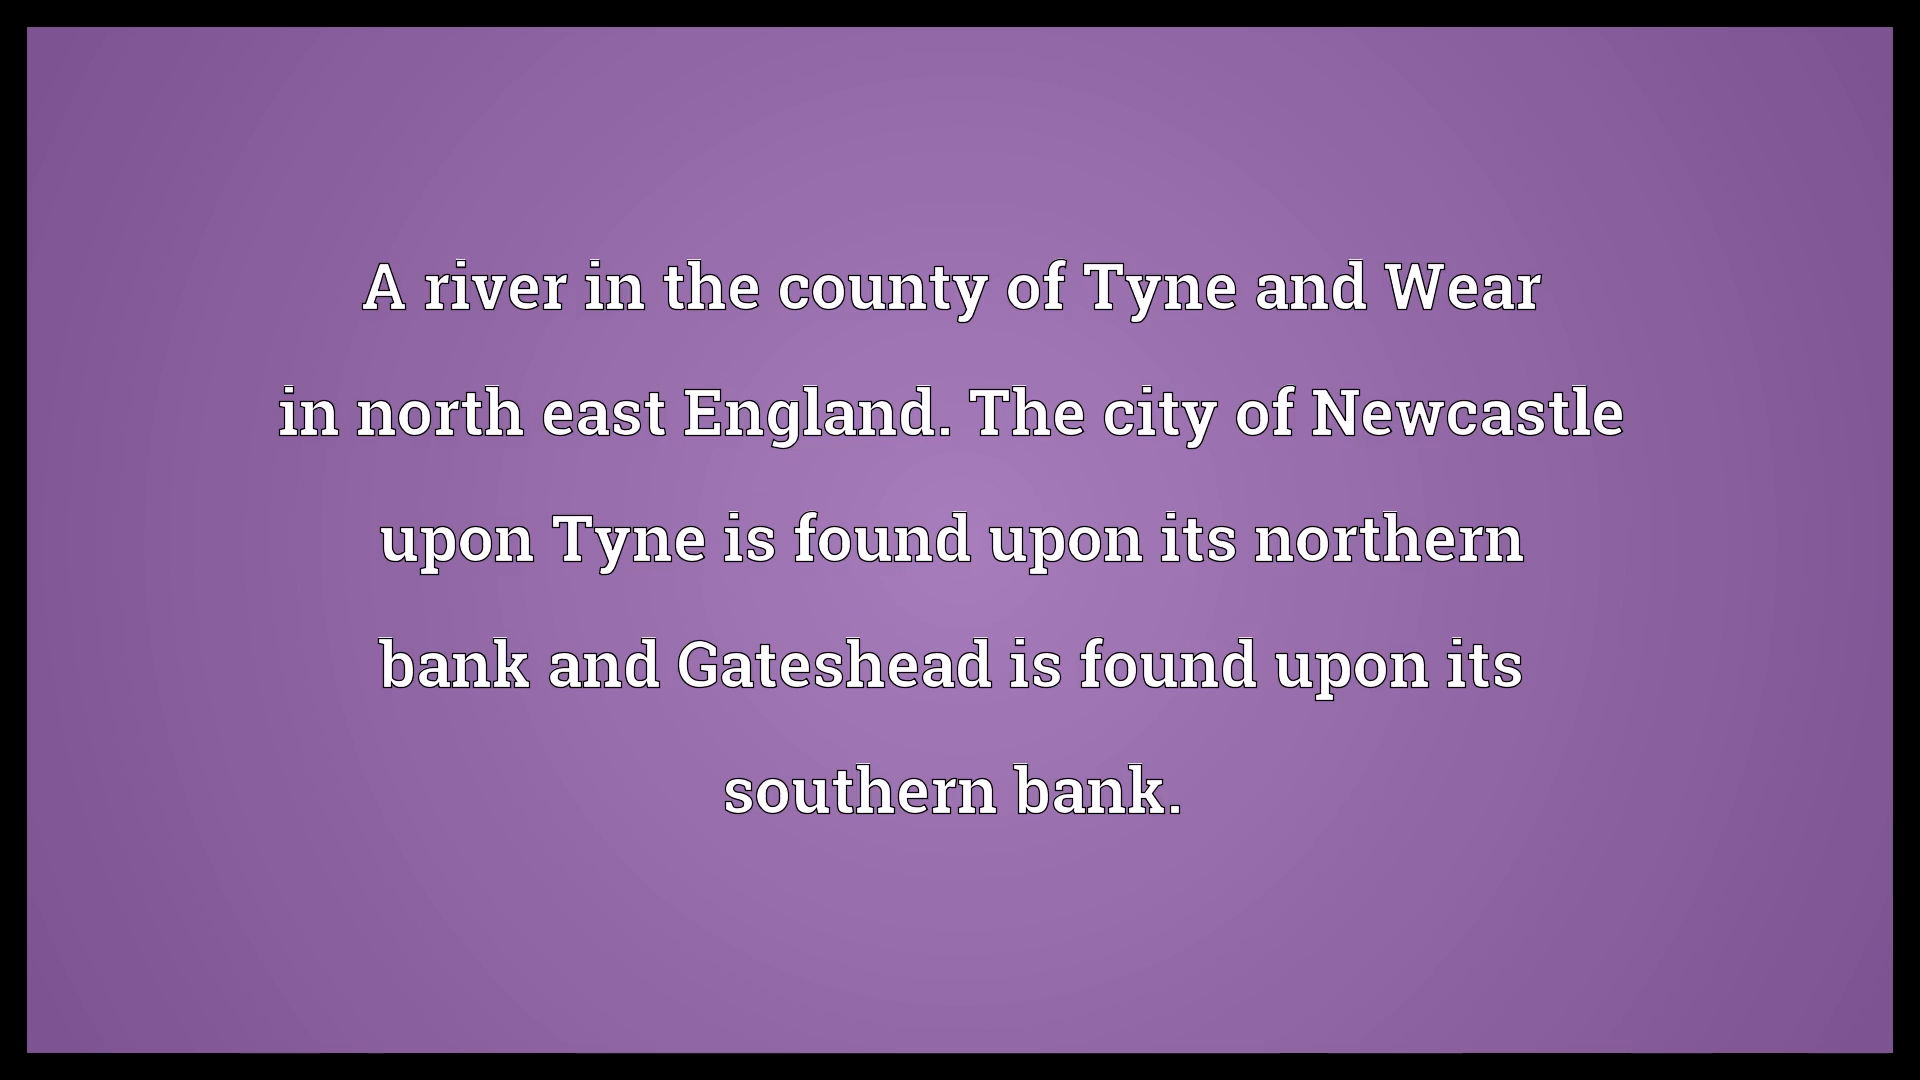 A river in the county of Tyne and Wear
in north east England. The city of Newcastle
upon Tyne is found upon its northern
bank and Gateshead is found upon its
southern bank.